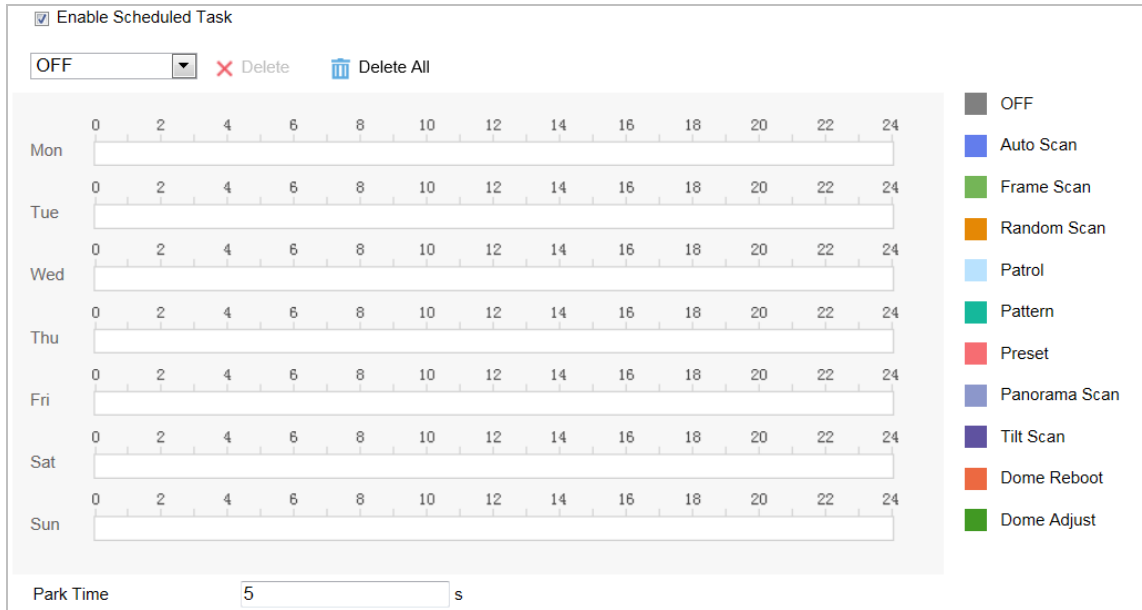 Enable Scheduled Task
OFF Delete Delete All
OFF
0 2 4 6 8 10 12 14 16 18 20 22 24
Mon
Auto Scan
0 2 4 6 8 10 12 14 16 18 20 22 24
Frame Scan
Tue
Random Scan
0 2 4 6 8 10 12 14 16 18 20 22 24
Wed
Patrol
0 2 4 6 8 10 12 14 16 18 20 22 24
Pattern
Thu
Preset
0 2 4 6 8 10 12 14 16 18 20 22 24
Fri
Panorama Scan
0 2 4 6 8 10 12 14 16 18 20 22 24
Tilt Scan
Sat
Dome Reboot
0 2 4 6 8 10 12 14 16 18 20 22 24
Sun
Dome Adjust
Park Time 5 s